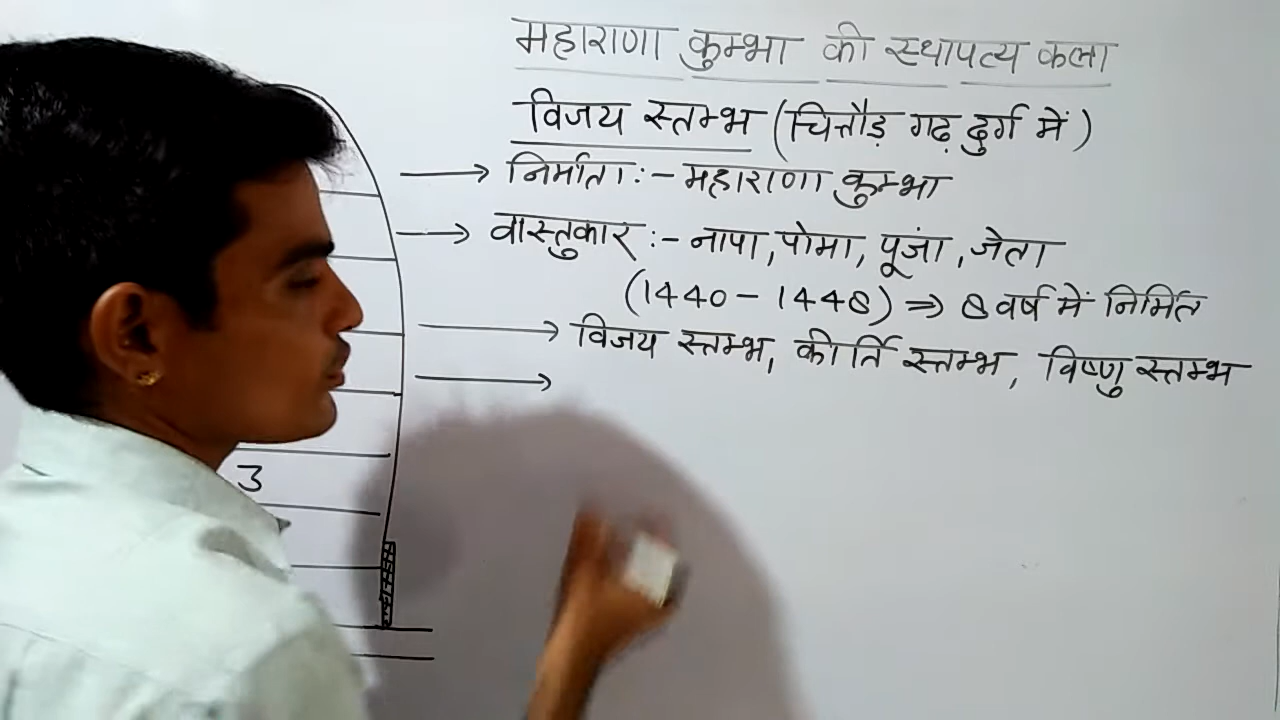 महाराणा कुम्भा की स्थापत्य कला
विजय स्तम्भ (चित्तौड़ गढ़ दुर्ग में)
→ निर्माता :- महाराणा कुम्भा
→ वास्तुकार :- नापा, पोमा, पूंजा, जेता
(1440 - 1448) ⇒ 8 वर्ष में निर्मित
→ विजय स्तम्भ, कीर्ति स्तम्भ, विष्णु स्तम्भ
→
3